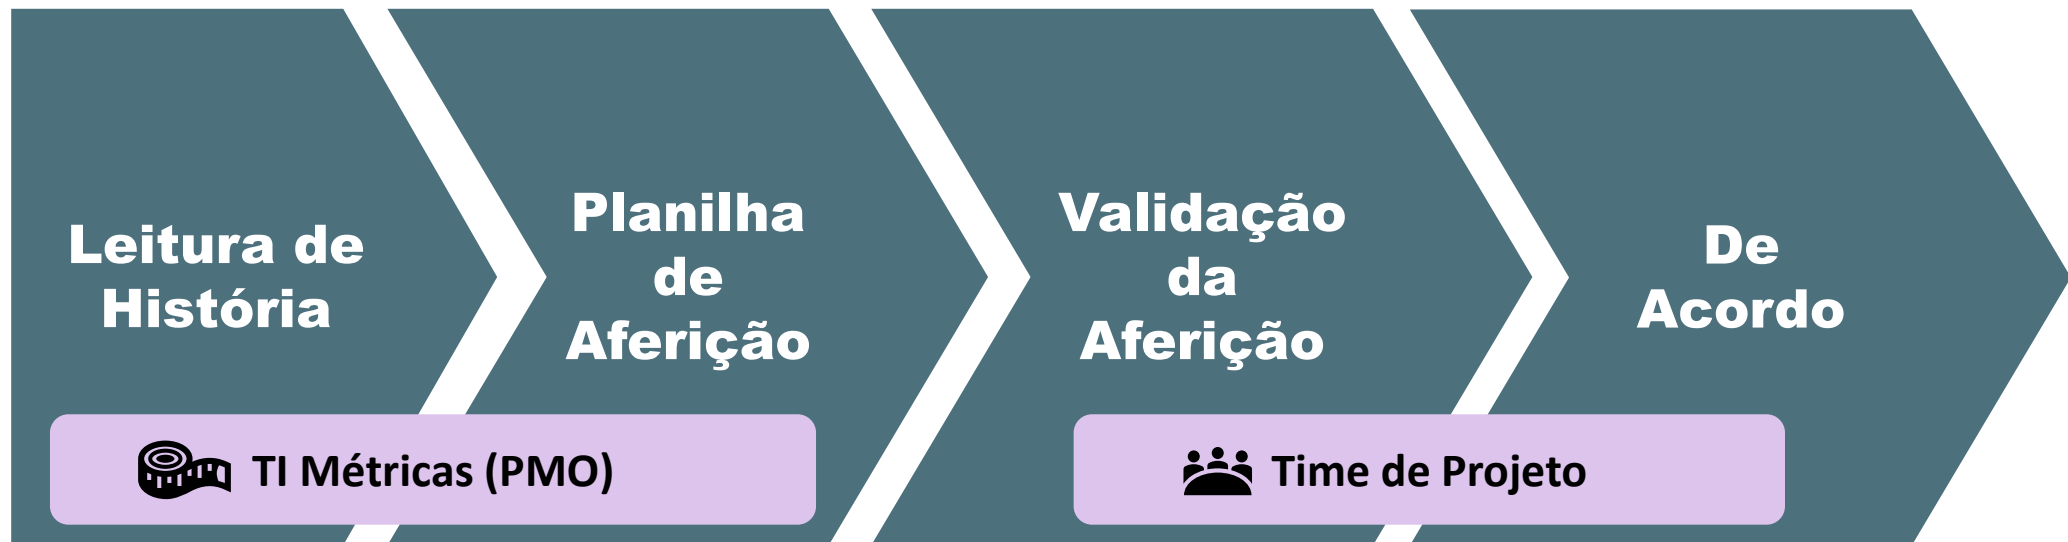 Leitura de
História
Planilha
de
Aferição
Validação
da
Aferição
De
Acordo
TI Métricas (PMO)
Time de Projeto